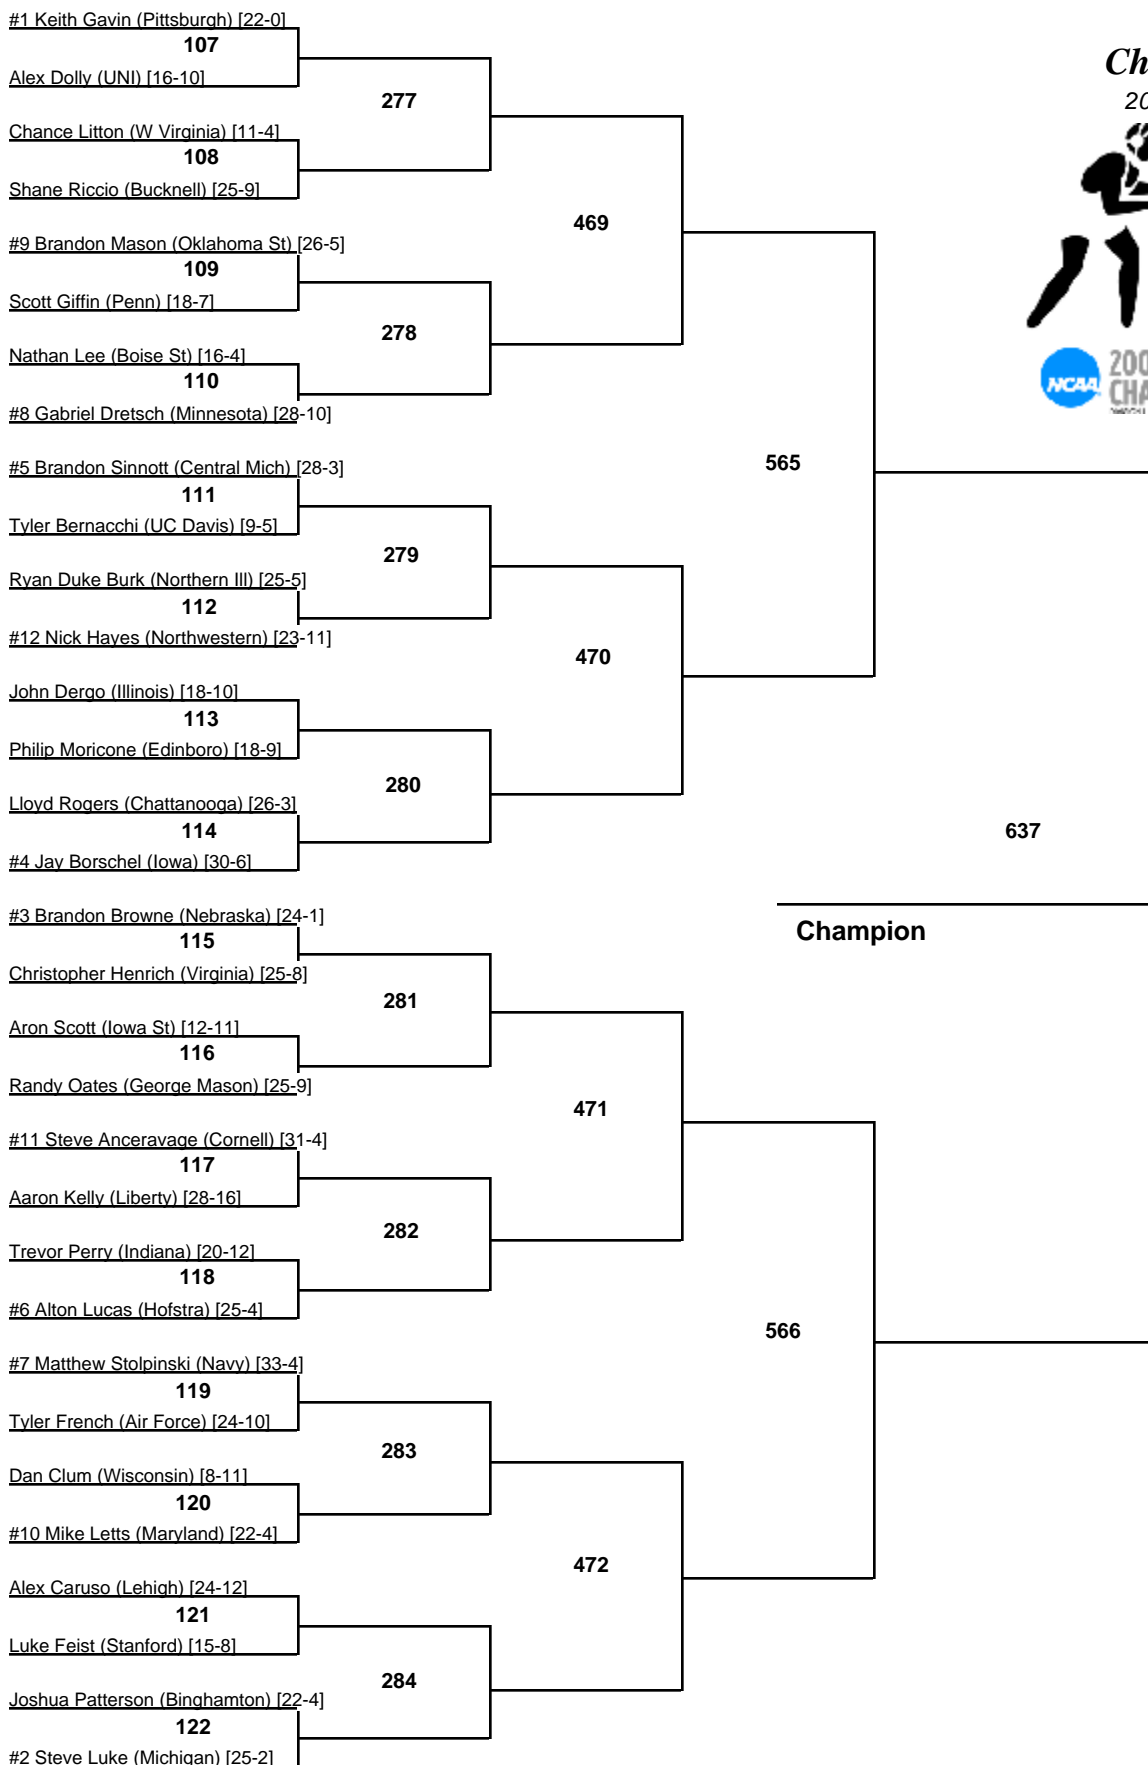 #1 Keith Gavin (Pittsburgh) [22-0]
107
Alex Dolly (UNI) [16-10]
277
Chance Litton (W Virginia) [11-4]
108
Shane Riccio (Bucknell) [25-9]
469
#9 Brandon Mason (Oklahoma St) [26-5]
109
Scott Giffin (Penn) [18-7]
278
Nathan Lee (Boise St) [16-4]
110
#8 Gabriel Dretsch (Minnesota) [28-10]
565
#5 Brandon Sinnott (Central Mich) [28-3]
111
Tyler Bernacchi (UC Davis) [9-5]
279
Ryan Duke Burk (Northern Ill) [25-5]
112
#12 Nick Hayes (Northwestern) [23-11]
470
John Dergo (Illinois) [18-10]
113
Philip Moricone (Edinboro) [18-9]
280
Lloyd Rogers (Chattanooga) [26-3]
114
#4 Jay Borschel (Iowa) [30-6]
637
Champion
#3 Brandon Browne (Nebraska) [24-1]
115
Christopher Henrich (Virginia) [25-8]
281
Aron Scott (Iowa St) [12-11]
116
Randy Oates (George Mason) [25-9]
471
#11 Steve Anceravage (Cornell) [31-4]
117
Aaron Kelly (Liberty) [28-16]
282
Trevor Perry (Indiana) [20-12]
118
#6 Alton Lucas (Hofstra) [25-4]
566
#7 Matthew Stolpinski (Navy) [33-4]
119
Tyler French (Air Force) [24-10]
283
Dan Clum (Wisconsin) [8-11]
120
#10 Mike Letts (Maryland) [22-4]
472
Alex Caruso (Lehigh) [24-12]
121
Luke Feist (Stanford) [15-8]
284
Joshua Patterson (Binghamton) [22-4]
122
#2 Steve Luke (Michigan) [25-2]
Ch
20
NCAA
200
CHA